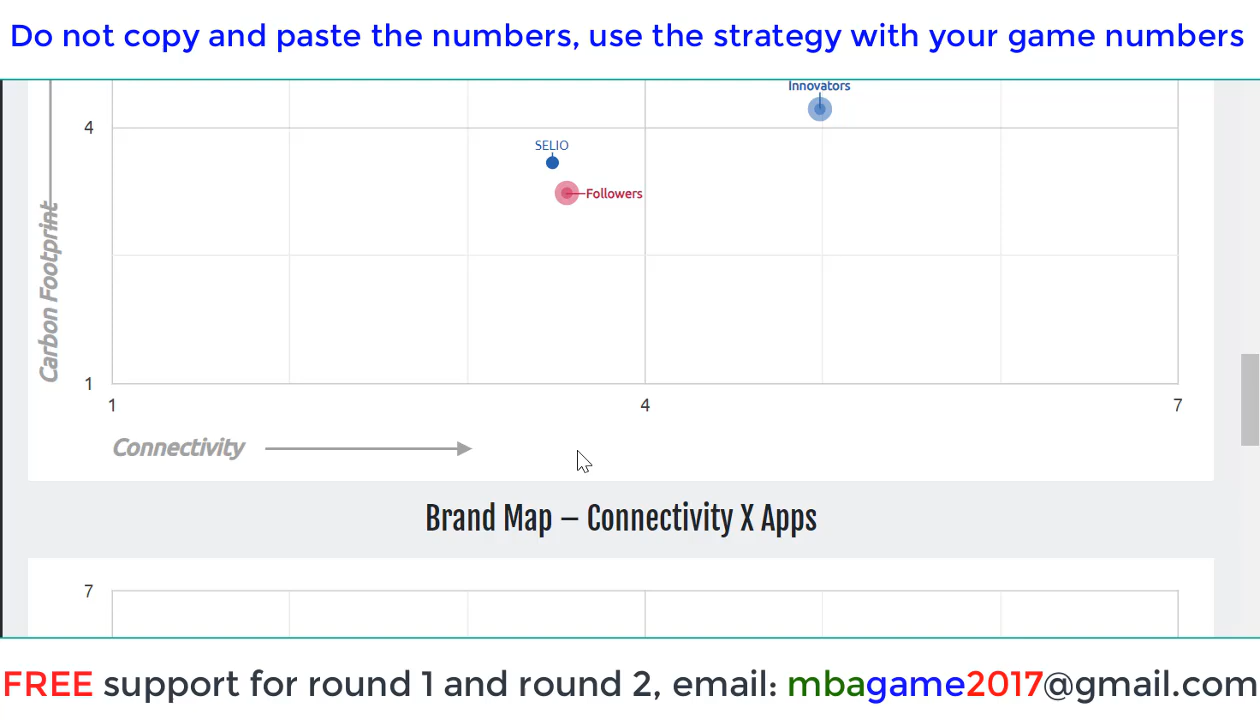 Do not copy and paste the numbers, use the strategy with your game numbers
Innovators
4
SELIO
Followers
Carbon Footprint
1
1 4 7
Connectivity
Brand Map – Connectivity X Apps
7
FREE support for round 1 and round 2, email: mbagame2017@gmail.com